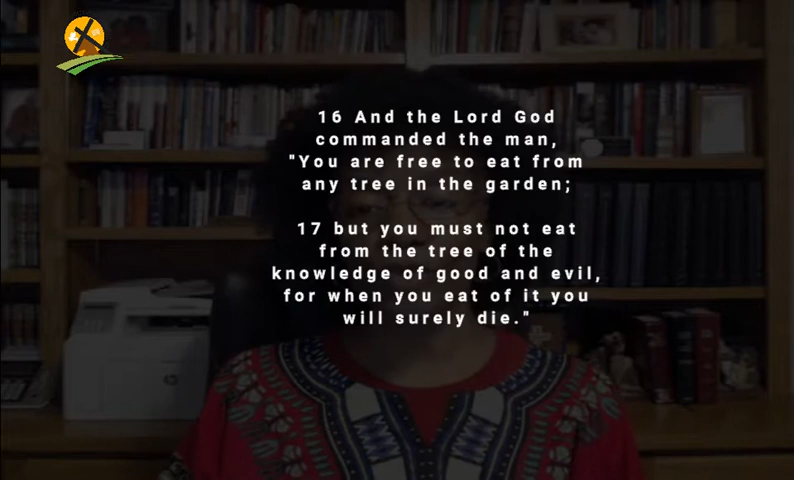 16 And the Lord God
commanded the man,
"You are free to eat from
any tree in the garden;
17 but you must not eat
from the tree of the
knowledge of good and evil,
for when you eat of it you
will surely die."